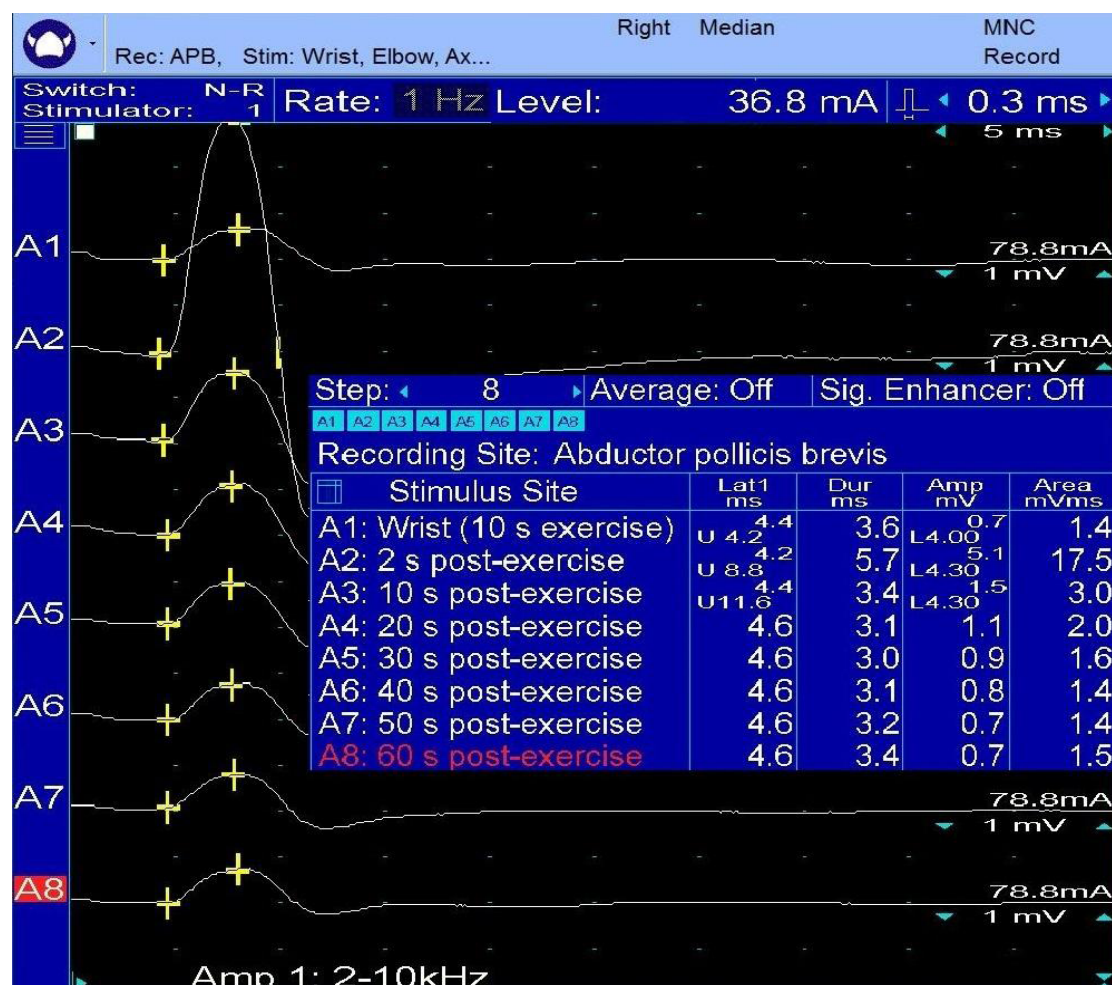 Right Median MNC
Rec: APB, Stim: Wrist, Elbow, Ax... Record
Switch: N-R Rate: 1 Hz Level: 36.8 mA 0.3 ms
Stimulator: 1
5 ms
A1
78.8mA
1 mV
A2
78.8mA
1 mV
Step: 8 Average: Off Sig. Enhancer: Off
A1 A2 A3 A4 A5 A6 A7 A8
A3
Recording Site: Abductor pollicis brevis
Stimulus Site Lat1 ms Dur ms Amp mV Area mVms
A4
A1: Wrist (10 s exercise) 4.4 U 4.2 3.6 0.7 L4.00 1.4
A2: 2 s post-exercise 4.2 U 8.8 5.7 5.1 L4.30 17.5
A3: 10 s post-exercise 4.4 U11.6 3.4 1.5 L4.30 3.0
A5
A4: 20 s post-exercise 4.6 3.1 1.1 2.0
A5: 30 s post-exercise 4.6 3.0 0.9 1.6
A6: 40 s post-exercise 4.6 3.1 0.8 1.4
A6
A7: 50 s post-exercise 4.6 3.2 0.7 1.4
A8: 60 s post-exercise 4.6 3.4 0.7 1.5
A7
78.8mA
1 mV
A8
78.8mA
1 mV
Amp 1: 2-10kHz